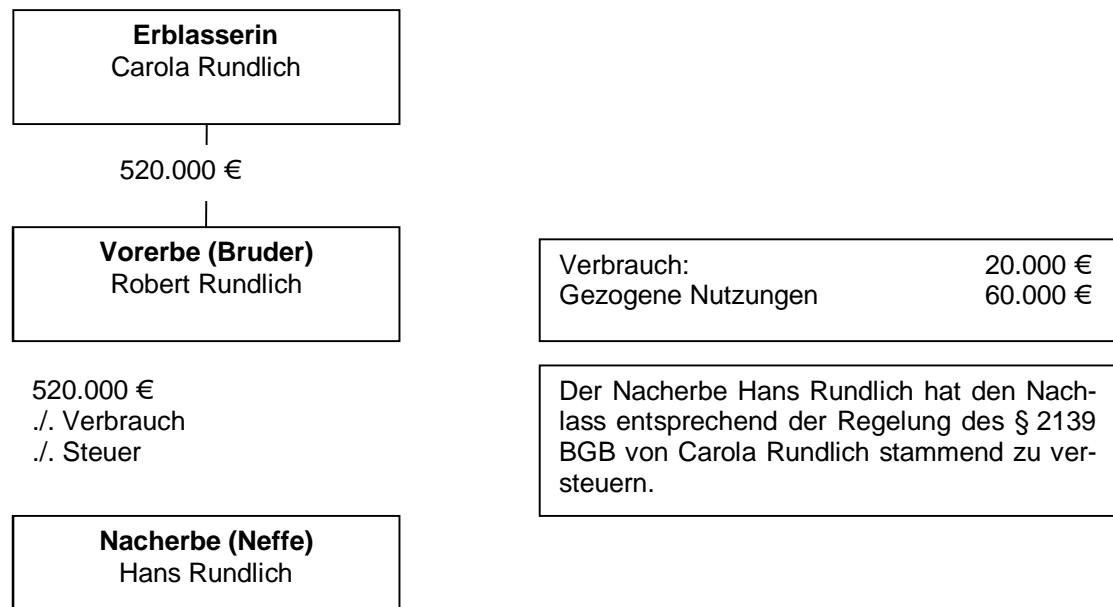 Erblasserin
Carola Rundlich
520.000 €
Vorerbe (Bruder)
Robert Rundlich
Verbrauch: 20.000 €
Gezogene Nutzungen 60.000 €
520.000 €
./. Verbrauch
./. Steuer
Der Nacherbe Hans Rundlich hat den Nach-
lass entsprechend der Regelung des § 2139
BGB von Carola Rundlich stammend zu ver-
steuern.
Nacherbe (Neffe)
Hans Rundlich